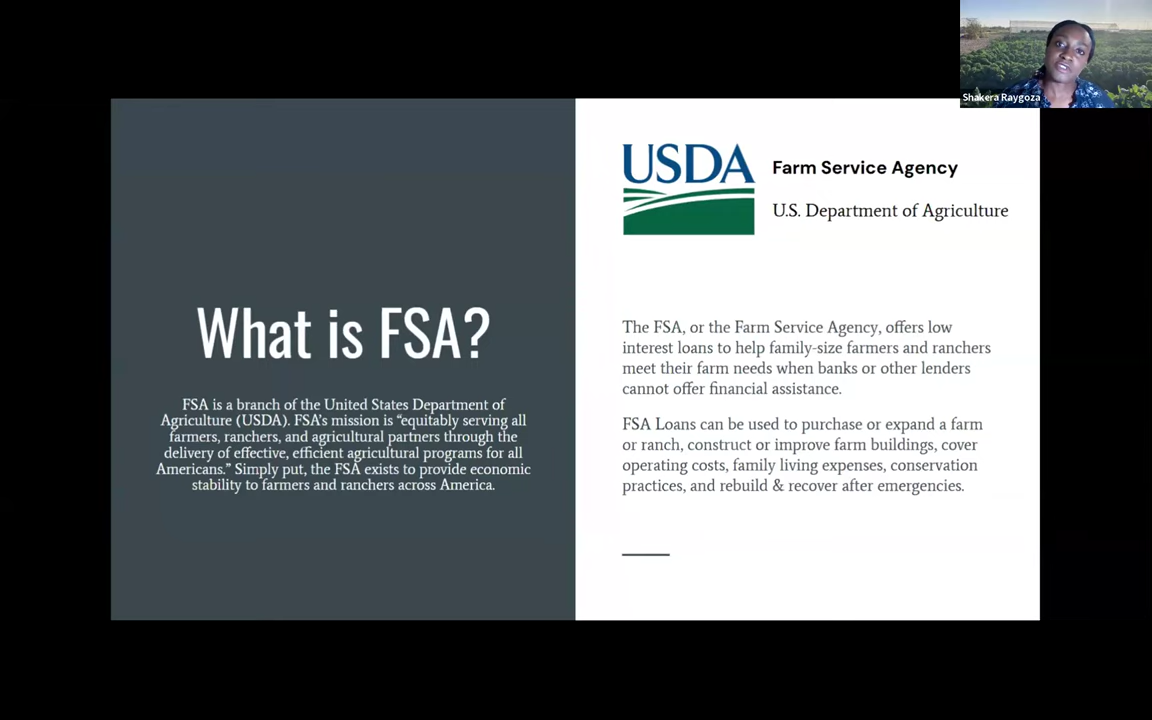 Shakera Raygoza
What is FSA?
FSA is a branch of the United States Department of
Agriculture (USDA). FSA's mission is “equitably serving all
farmers, ranchers, and agricultural partners through the
delivery of effective, efficient agricultural programs for all
Americans.” Simply put, the FSA exists to provide economic
stability to farmers and ranchers across America.
USDA
Farm Service Agency
U.S. Department of Agriculture
The FSA, or the Farm Service Agency, offers low
interest loans to help family-size farmers and ranchers
meet their farm needs when banks or other lenders
cannot offer financial assistance.
FSA Loans can be used to purchase or expand a farm
or ranch, construct or improve farm buildings, cover
operating costs, family living expenses, conservation
practices, and rebuild & recover after emergencies.